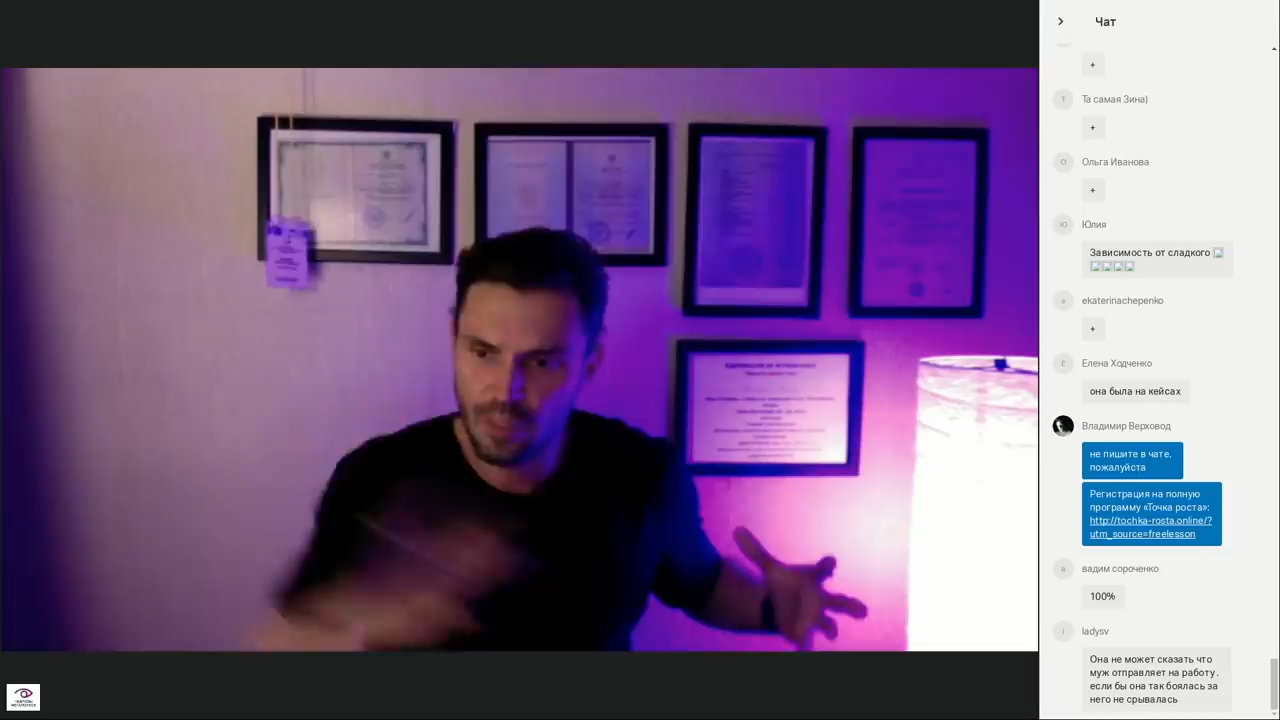 Чат
+
Т
Та самая Зина)
+
О
Ольга Иванова
+
Ю
Юлия
Зависимость от сладкого
e
ekaterinachepenko
+
Е
Елена Ходченко
она была на кейсах
Владимир Верховод
не пишите в чате,
пожалуйста
Регистрация на полную
программу «Точка роста»:
http://tochka-rosta.online/?
utm_source=freelesson
в
вадим сороченко
100%
l
ladysv
Она не может сказать что
муж отправляет на работу .
если бы она так боялась за
него не срывалась